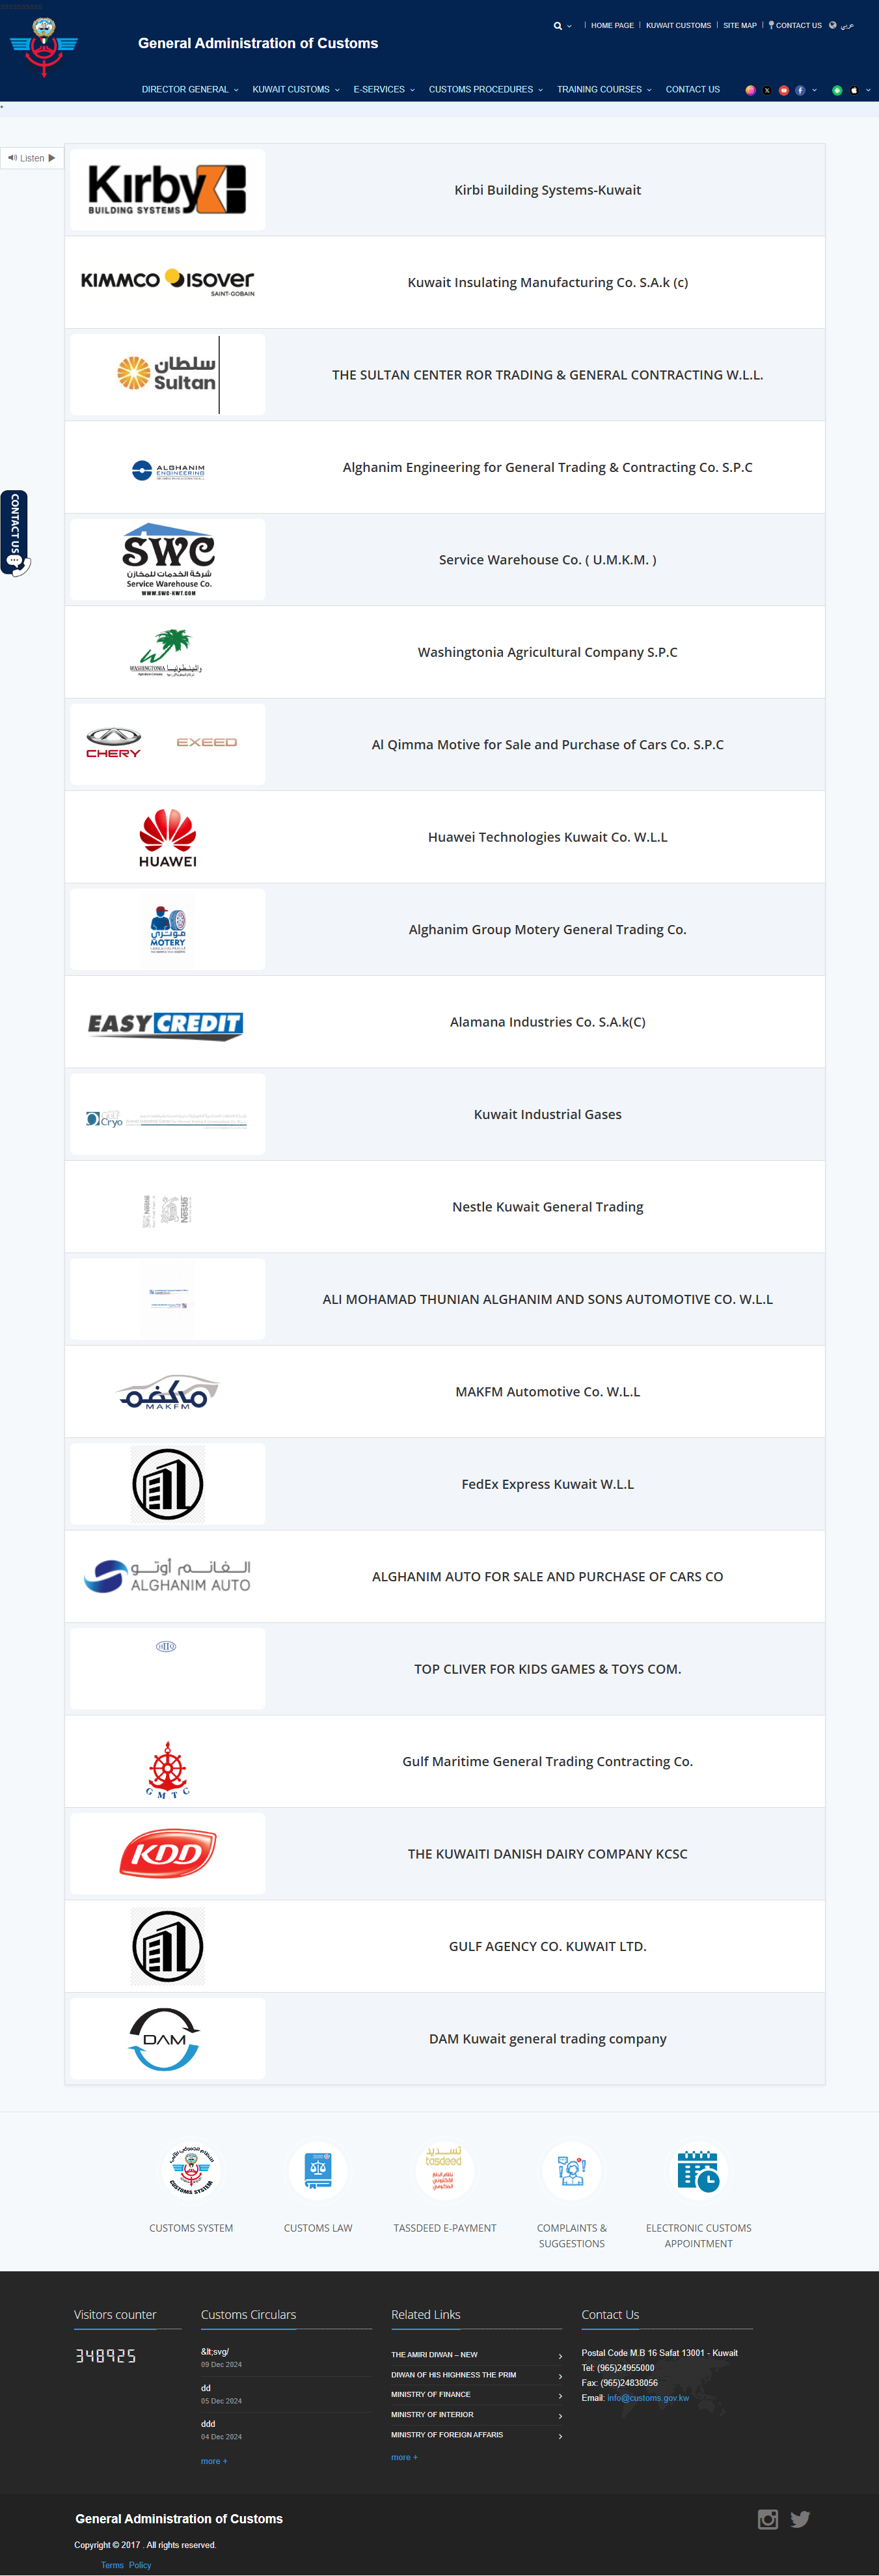 HOME PAGE
KUWAIT CUSTOMS
SITE MAP
CONTACT US
عربي
General Administration of Customs
DIRECTOR GENERAL
KUWAIT CUSTOMS
E-SERVICES
CUSTOMS PROCEDURES
TRAINING COURSES
CONTACT US
Listen
Kirby
BUILDING SYSTEMS
Kirbi Building Systems-Kuwait
KIMMCO ISOVER
SAINT-GOBAIN
Kuwait Insulating Manufacturing Co. S.A.k (c)
سلطان
Sultan
THE SULTAN CENTER ROR TRADING & GENERAL CONTRACTING W.L.L.
ALGHANIM
ENGINEERING
Alghanim Engineering for General Trading & Contracting Co. S.P.C
CONTACT US
SWC
شركة الخدمات للمخازن
Service Warehouse Co.
WWW.SWC-KWT.COM
Service Warehouse Co. ( U.M.K.M. )
واشنطونيا
WASHINGTONIA
Agricultural Company
Washingtonia Agricultural Company S.P.C
CHERY
EXEED
Al Qimma Motive for Sale and Purchase of Cars Co. S.P.C
HUAWEI
Huawei Technologies Kuwait Co. W.L.L
موتري
MOTERY
Alghanim Group Motery General Trading Co.
EASY CREDIT
Alamana Industries Co. S.A.k(C)
Cryo
Kuwait Industrial Gases
Nestlé
Nestle Kuwait General Trading
ALI MOHAMAD THUNIAN ALGHANIM AND SONS AUTOMOTIVE CO. W.L.L
ماكفم
MAKFM
MAKFM Automotive Co. W.L.L
FedEx Express Kuwait W.L.L
الغانم أوتو
ALGHANIM AUTO
ALGHANIM AUTO FOR SALE AND PURCHASE OF CARS CO
TOP CLIVER FOR KIDS GAMES & TOYS COM.
GMTC
Gulf Maritime General Trading Contracting Co.
KDD
THE KUWAITI DANISH DAIRY COMPANY KCSC
GULF AGENCY CO. KUWAIT LTD.
DAM
DAM Kuwait general trading company
CUSTOMS SYSTEM
تسديد
tasdeed
نظام الدفع
الإلكتروني
الحكومي
CUSTOMS SYSTEM
CUSTOMS LAW
TASSDEED E-PAYMENT
COMPLAINTS &
SUGGESTIONS
ELECTRONIC CUSTOMS
APPOINTMENT
Visitors counter
348925
Customs Circulars
&lt;svg/
09 Dec 2024
dd
05 Dec 2024
ddd
04 Dec 2024
more +
Related Links
THE AMIRI DIWAN – NEW
DIWAN OF HIS HIGHNESS THE PRIM
MINISTRY OF FINANCE
MINISTRY OF INTERIOR
MINISTRY OF FOREIGN AFFARIS
more +
Contact Us
Postal Code M.B 16 Safat 13001 - Kuwait
Tel: (965)24955000
Fax: (965)24838056
Email: info@customs.gov.kw
General Administration of Customs
Copyright © 2017 . All rights reserved.
Terms Policy